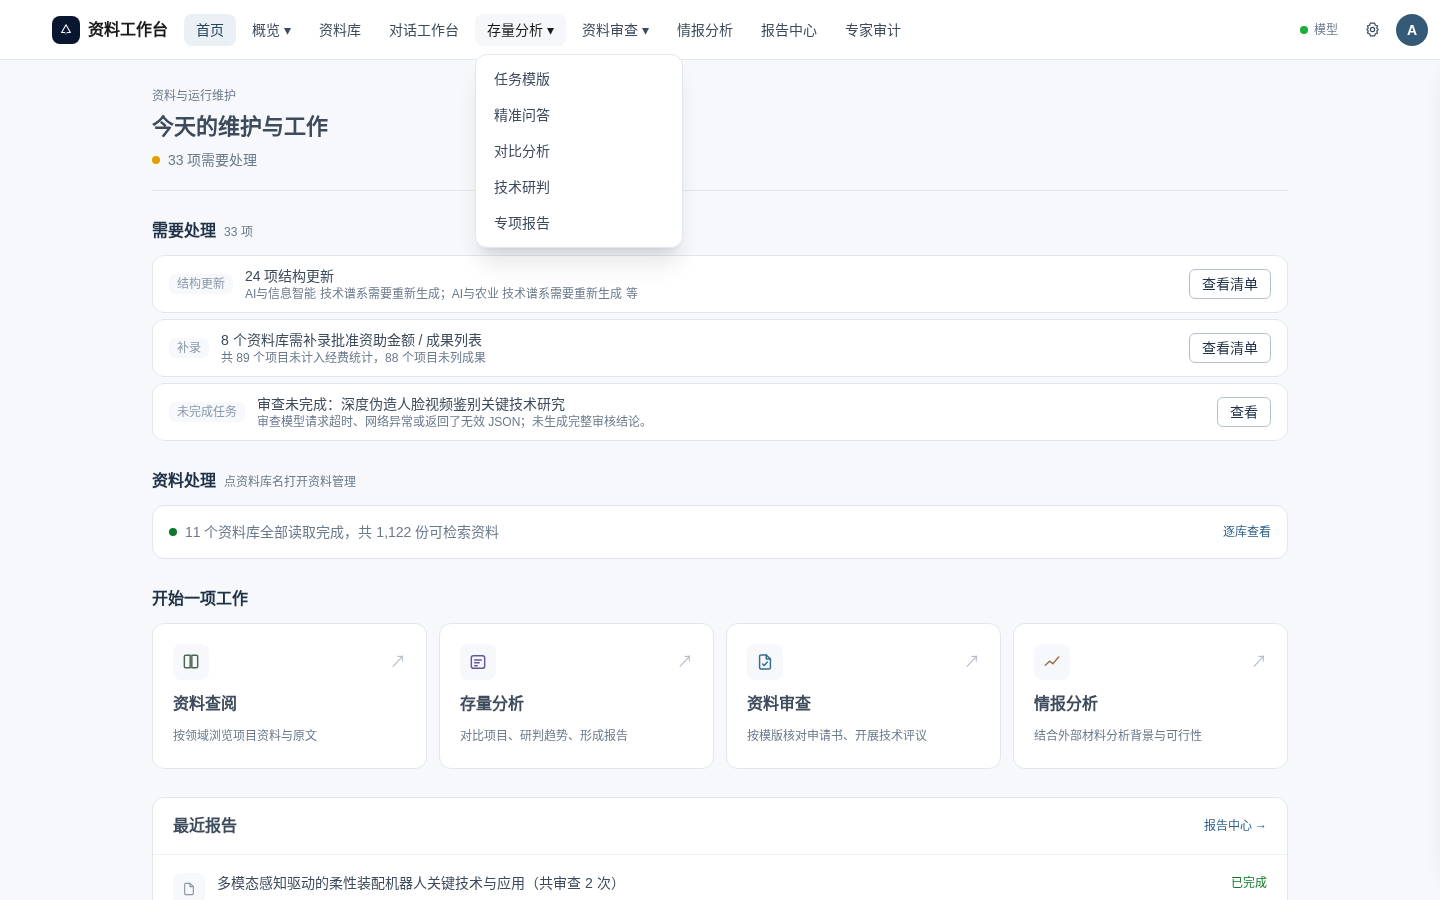 资料工作台
首页
概览 ▾
资料库
对话工作台
存量分析 ▾
资料审查 ▾
情报分析
报告中心
专家审计
模型
A
任务模版
精准问答
对比分析
技术研判
专项报告
资料与运行维护
今天的维护与工作
33 项需要处理
需要处理 33 项
结构更新
24 项结构更新
AI与信息智能 技术谱系需要重新生成；AI与农业 技术谱系需要重新生成 等
查看清单
补录
8 个资料库需补录批准资助金额 / 成果列表
共 89 个项目未计入经费统计，88 个项目未列成果
查看清单
未完成任务
审查未完成：深度伪造人脸视频鉴别关键技术研究
审查模型请求超时、网络异常或返回了无效 JSON；未生成完整审核结论。
查看
资料处理 点资料库名打开资料管理
11 个资料库全部读取完成，共 1,122 份可检索资料
逐库查看
开始一项工作
资料查阅
按领域浏览项目资料与原文
存量分析
对比项目、研判趋势、形成报告
资料审查
按模版核对申请书、开展技术评议
情报分析
结合外部材料分析背景与可行性
最近报告
报告中心 →
多模态感知驱动的柔性装配机器人关键技术与应用（共审查 2 次）
已完成